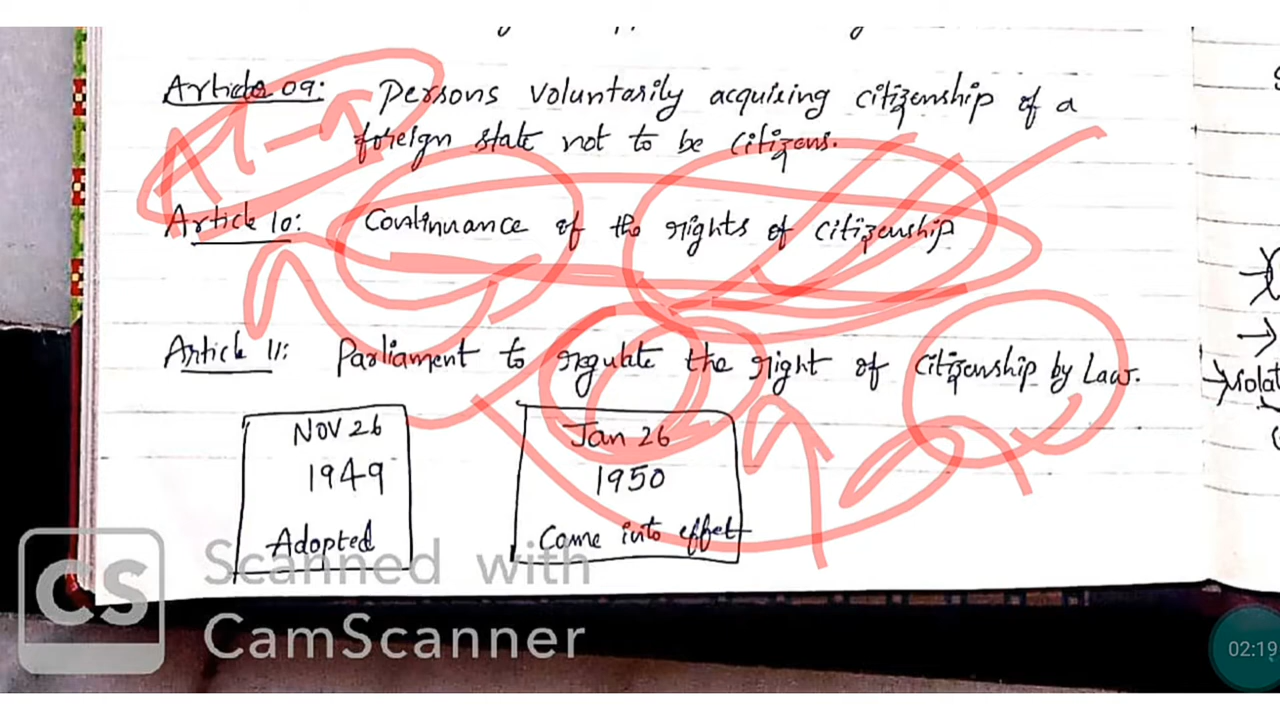 Article 09: Persons voluntarily acquiring citizenship of a
foreign state not to be citizens.
Article 10: Continuance of the rights of citizenship
Article 11: Parliament to regulate the right of citizenship by Law.
Nov 26
1949
Adopted
Jan 26
1950
Come into effect
Scanned with
CS CamScanner
02:19